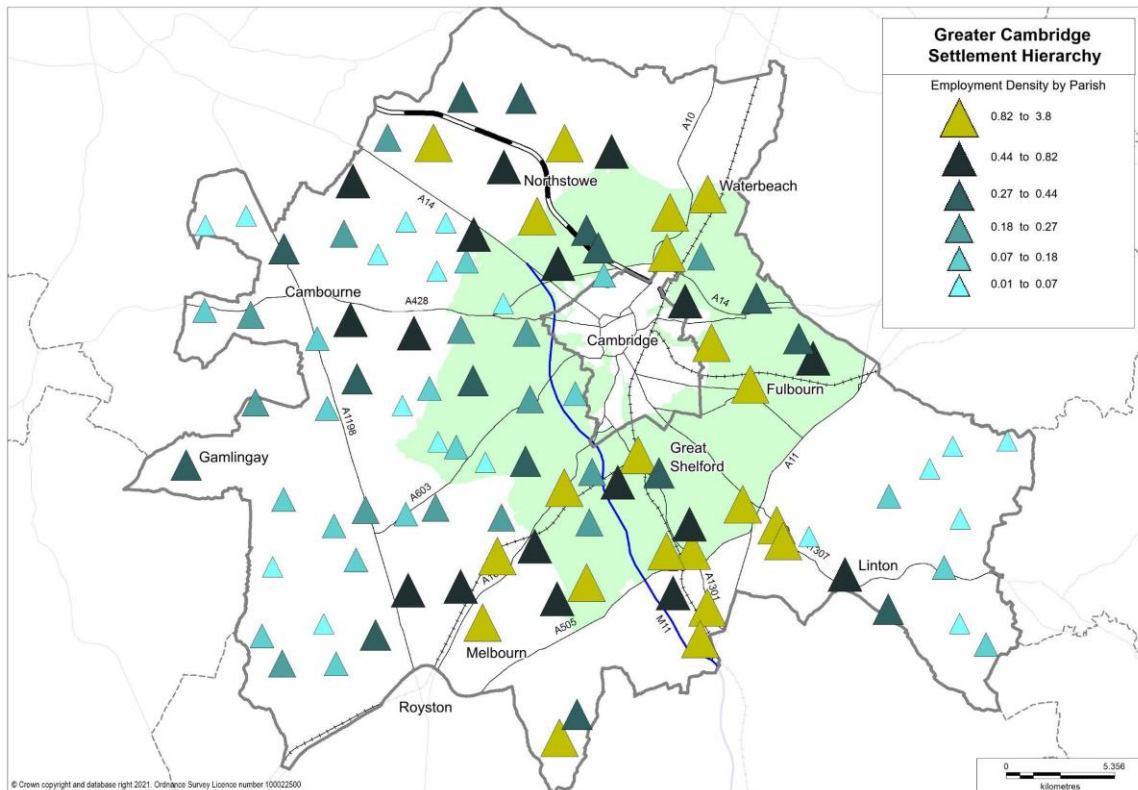 Greater Cambridge
Settlement Hierarchy
Employment Density by Parish
0.82 to 3.8
0.44 to 0.82
0.27 to 0.44
0.18 to 0.27
0.07 to 0.18
0.01 to 0.07
A10
Northstowe
Waterbeach
A14
Cambourne
A428
A14
Cambridge
Fulbourn
A1198
Great
Shelford
Gamlingay
A603
A11
A1301
Linton
M11
A505
Melbourn
Royston
0 5.356
kilometres
© Crown copyright and database right 2021. Ordnance Survey Licence number 100022500